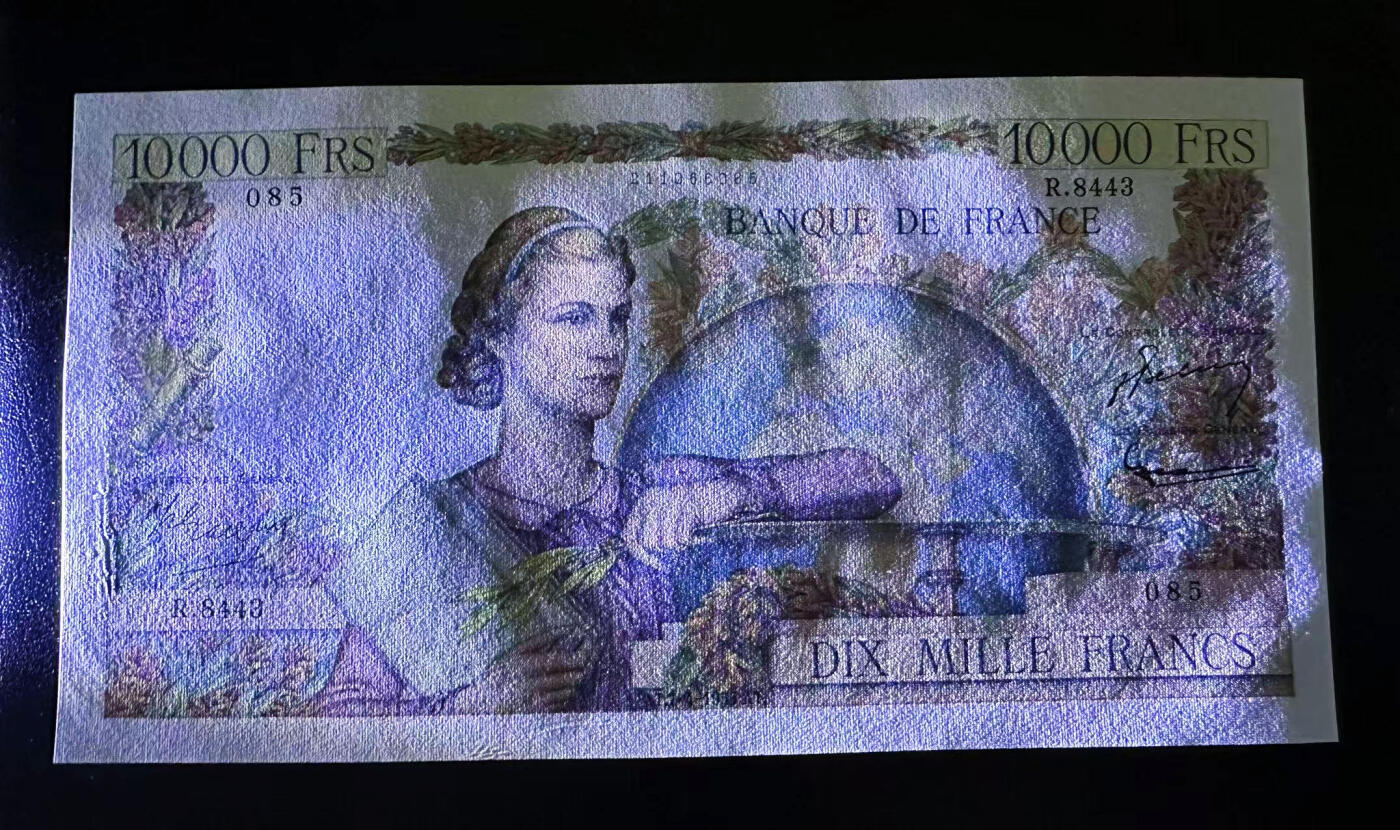 10000 FRS
10000 FRS
085
R.8443
BANQUE DE FRANCE
R.8443
085
DIX MILLE FRANCS